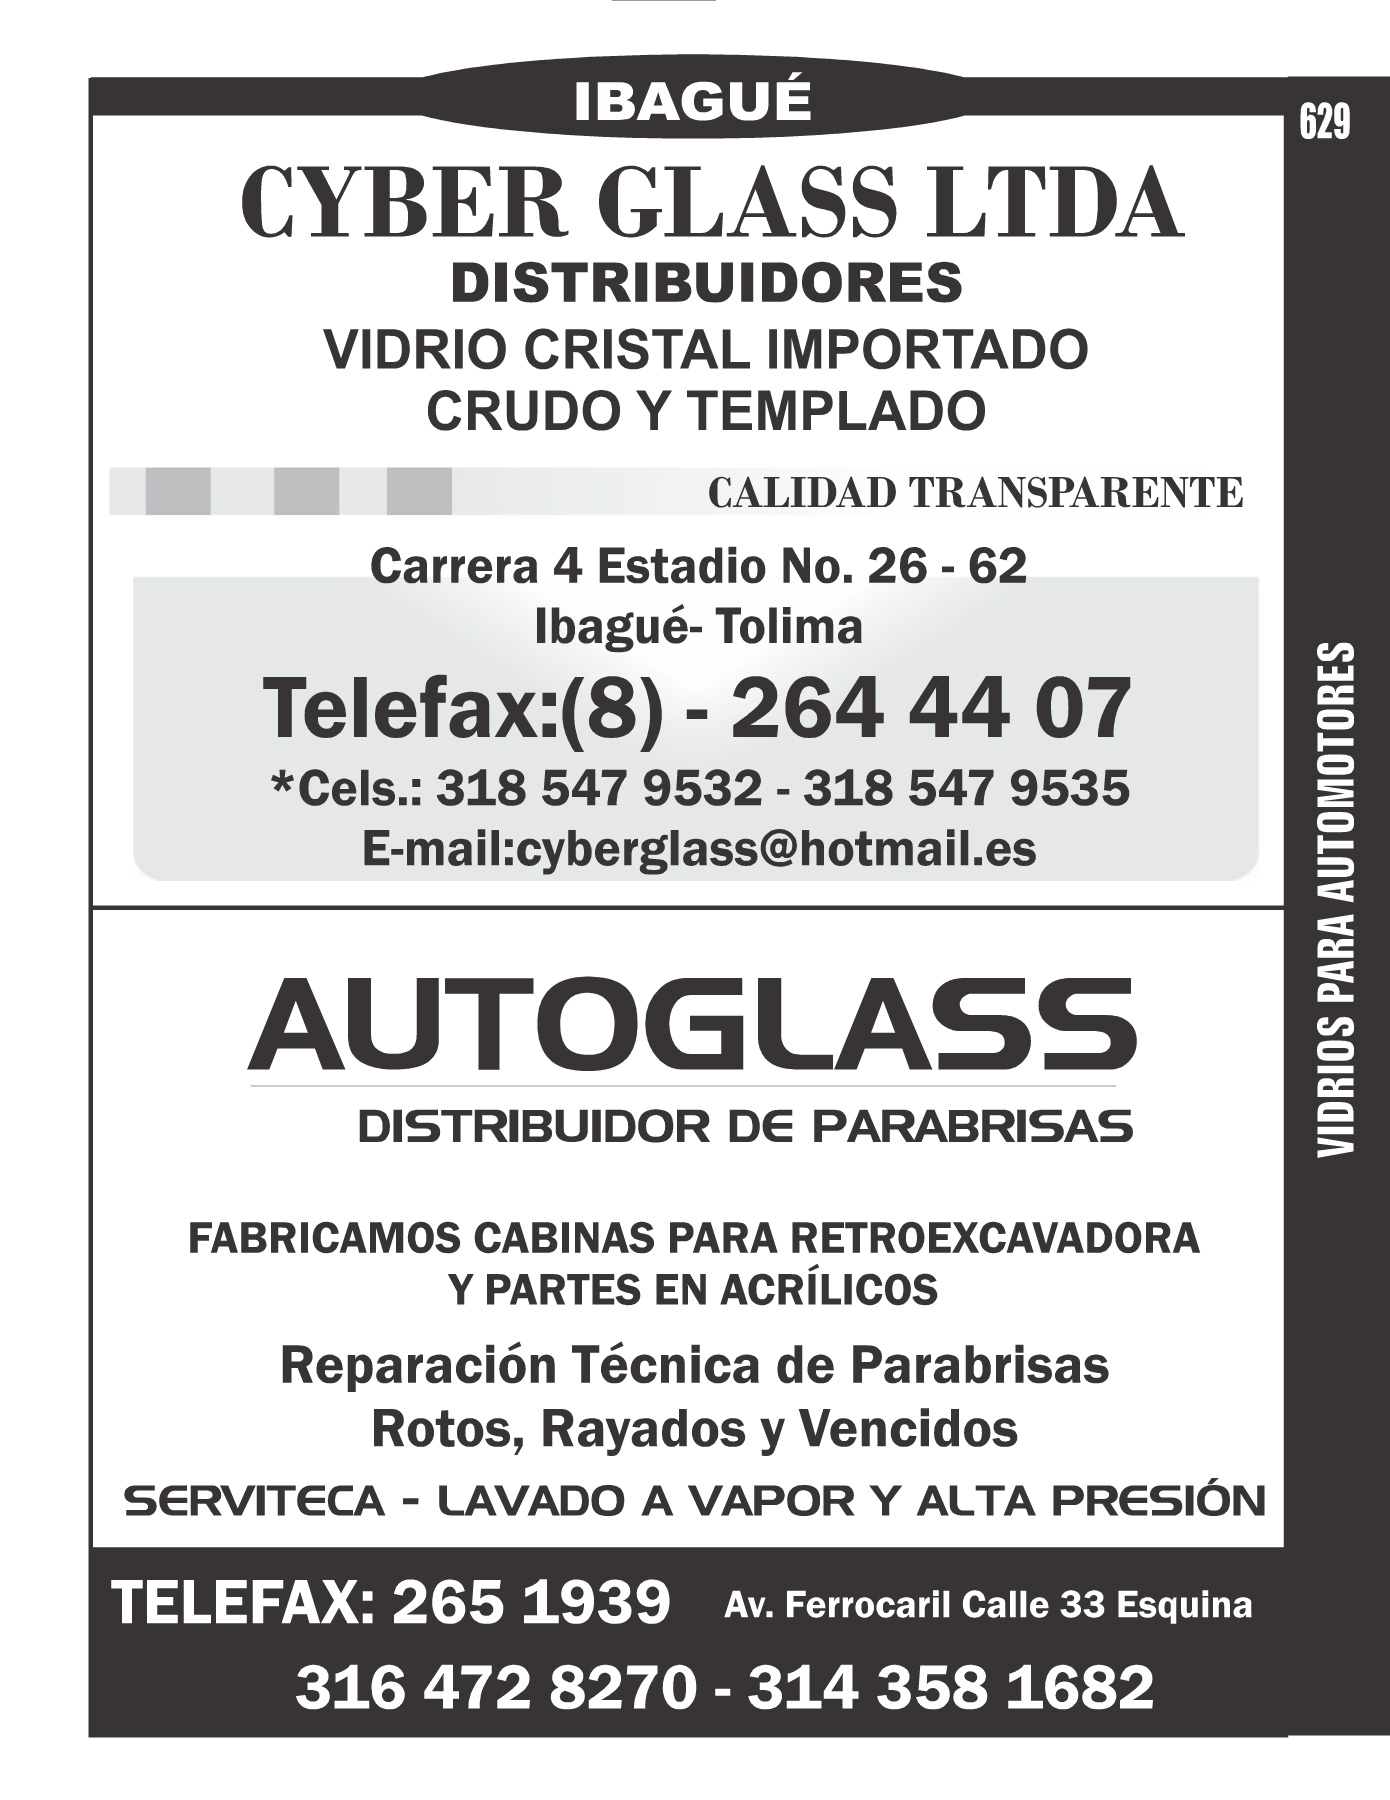 IBAGUÉ
629
CYBER GLASS LTDA
DISTRIBUIDORES
VIDRIO CRISTAL IMPORTADO
CRUDO Y TEMPLADO
CALIDAD TRANSPARENTE
Carrera 4 Estadio No. 26 - 62
Ibagué- Tolima
Telefax:(8) - 264 44 07
*Cels.: 318 547 9532 - 318 547 9535
E-mail:cyberglass@hotmail.es
VIDRIOS PARA AUTOMOTORES
AUTOGLASS
DISTRIBUIDOR DE PARABRISAS
FABRICAMOS CABINAS PARA RETROEXCAVADORA
Y PARTES EN ACRÍLICOS
Reparación Técnica de Parabrisas
Rotos, Rayados y Vencidos
SERVITECA - LAVADO A VAPOR Y ALTA PRESIÓN
TELEFAX: 265 1939 Av. Ferrocaril Calle 33 Esquina
316 472 8270 - 314 358 1682